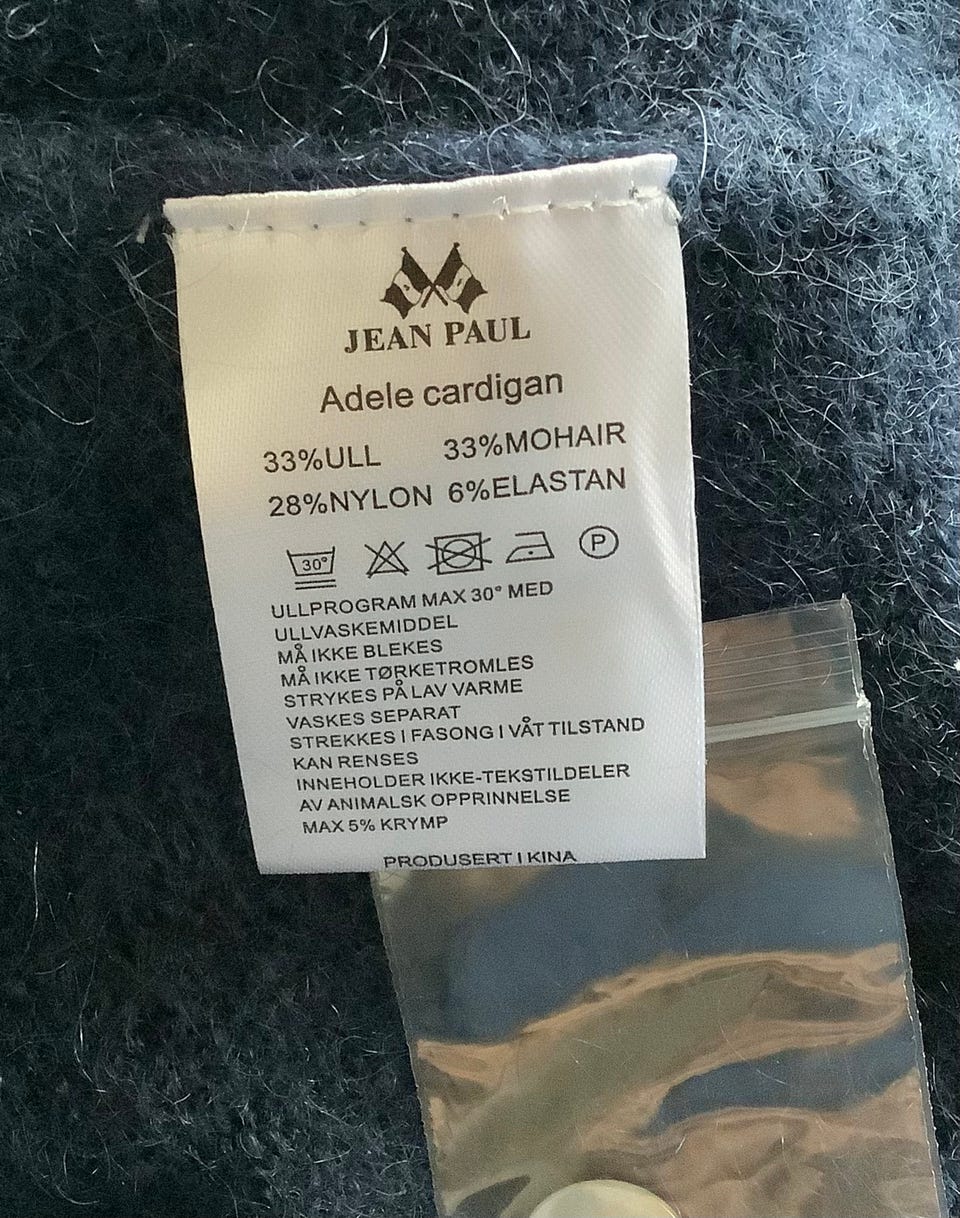 JEAN PAUL
Adele cardigan
33%ULL 33%MOHAIR
28%NYLON 6%ELASTAN
30° P
ULLPROGRAM MAX 30° MED
ULLVASKEMIDDEL
MÅ IKKE BLEKES
MÅ IKKE TØRKETROMLES
STRYKES PÅ LAV VARME
VASKES SEPARAT
STREKKES I FASONG I VÅT TILSTAND
KAN RENSES
INNEHOLDER IKKE-TEKSTILDELER
AV ANIMALSK OPPRINNELSE
MAX 5% KRYMP
PRODUSERT I KINA